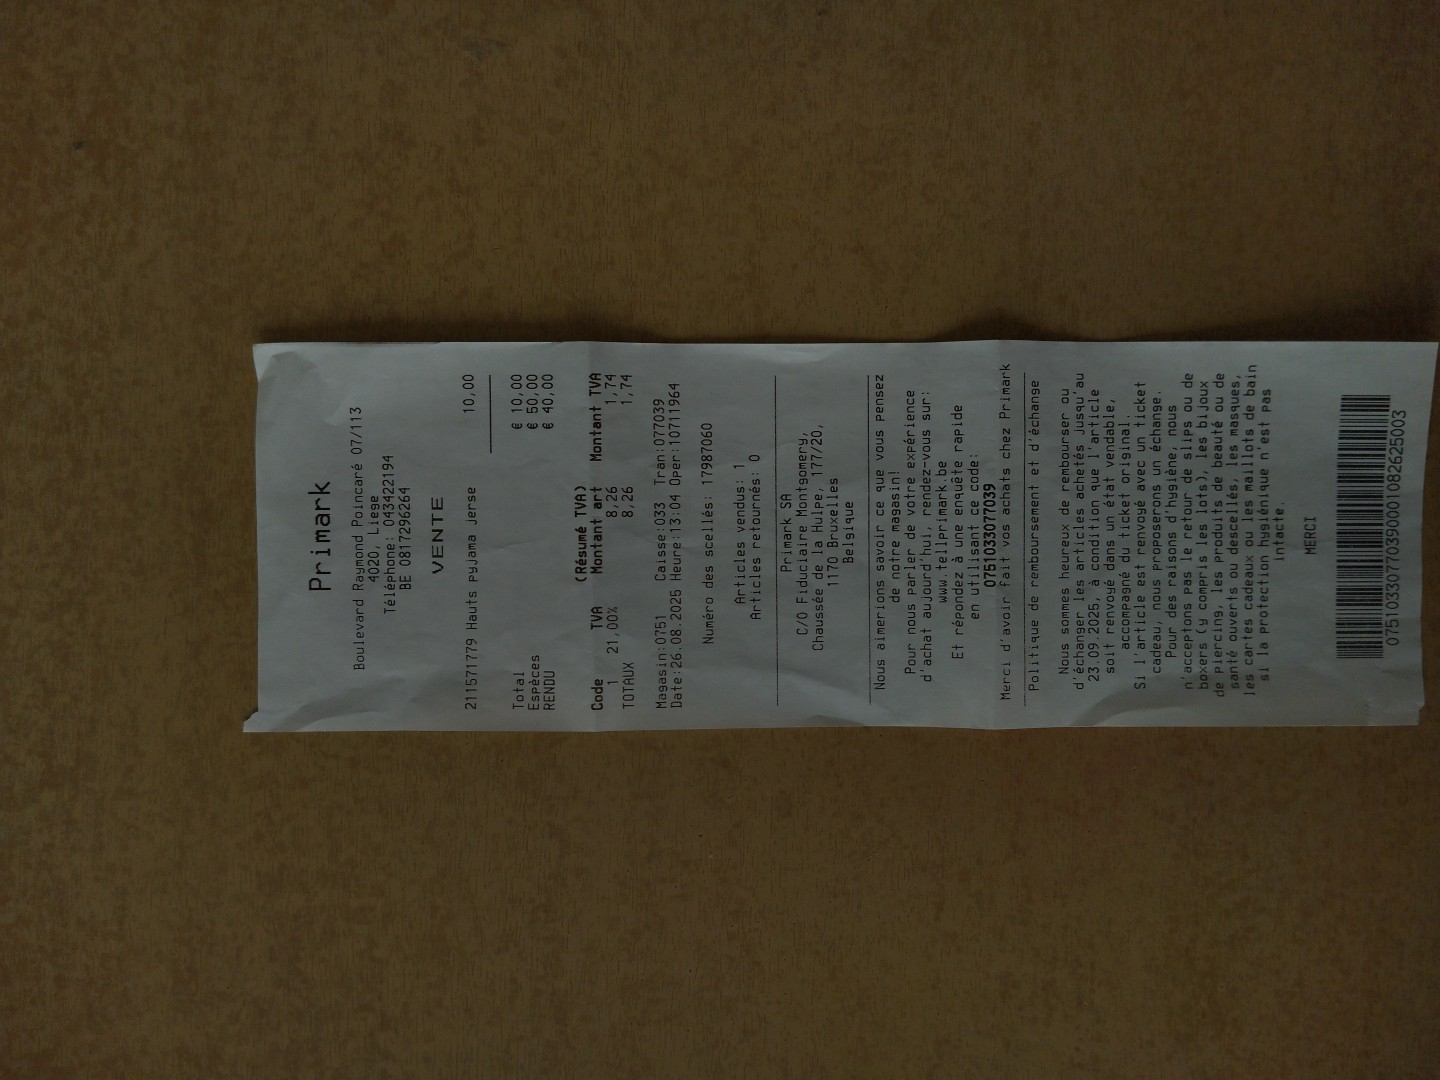 Primark
Boulevard Raymond Poincaré 07/13
4020, Liege
Téléphone: 043422194
BE 0817296264
VENTE
211571779 Hauts pyjama Jerse 10,00
Total € 10,00
Espèces € 50,00
RENDU € 40,00
(Résumé TVA)
Code TVA Montant art Montant TVA
1 21,00% 8,26 1,74
TOTAUX 8,26 1,74
Magasin:0751 Caisse:033 Tran:077039
Date:26.08.2025 Heure:13:04 Oper:10711964
Numéro des scellés: 17987060
Articles vendus: 1
Articles retournés: 0
Primark SA
C/O Fiduciaire Montgomery,
Chaussée de la Hulpe, 177/20,
1170 Bruxelles
Belgique
Nous aimerions savoir ce que vous pensez
de notre magasin!
Pour nous parler de votre expérience
d'achat aujourd'hui, rendez-vous sur:
www.tellprimark.be
Et répondez à une enquête rapide
en utilisant ce code:
0751033077039
Merci d'avoir fait vos achats chez Primark
Politique de remboursement et d'échange
Nous sommes heureux de rembourser ou
d'échanger les articles achetés jusqu'au
23.09.2025, à condition que l'article
soit renvoyé dans un état vendable,
accompagné du ticket original.
Si l'article est renvoyé avec un ticket
cadeau, nous proposerons un échange.
Pour des raisons d'hygiène, nous
n'acceptons pas le retour de slips ou de
boxers (y compris les lots), les bijoux
de piercing, les produits de beauté ou de
santé ouverts ou descellés, les masques,
les cartes cadeaux ou les maillots de bain
si la protection hygiénique n'est pas
intacte.
MERCI
07510330770390001082625003